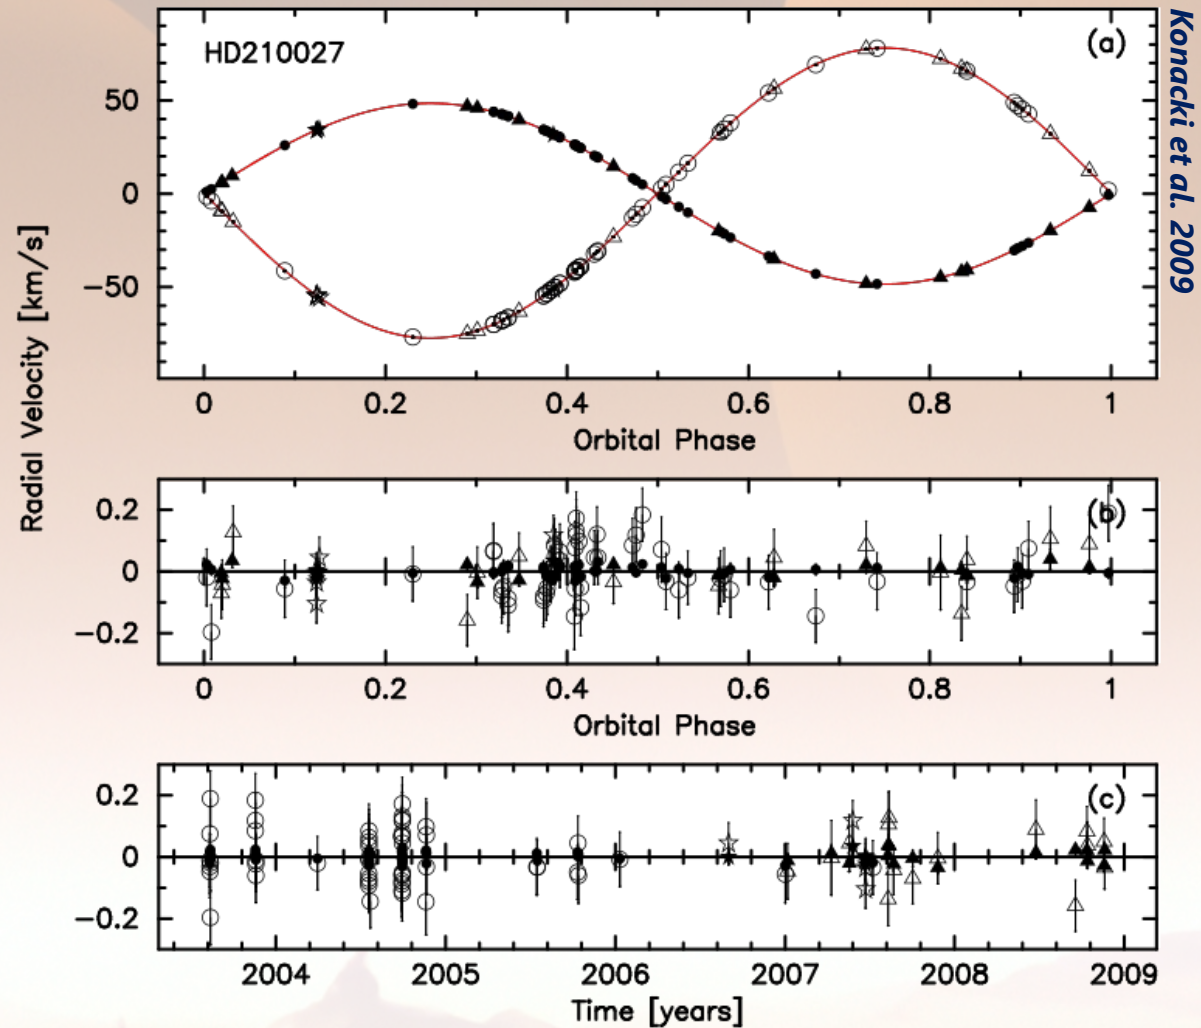 HD210027
(a)
Konacki et al. 2009
50
0
−50
0 0.2 0.4 0.6 0.8 1
Orbital Phase
Radial Velocity [km/s]
(b)
0.2
0
−0.2
0 0.2 0.4 0.6 0.8 1
Orbital Phase
(c)
0.2
0
−0.2
2004 2005 2006 2007 2008 2009
Time [years]